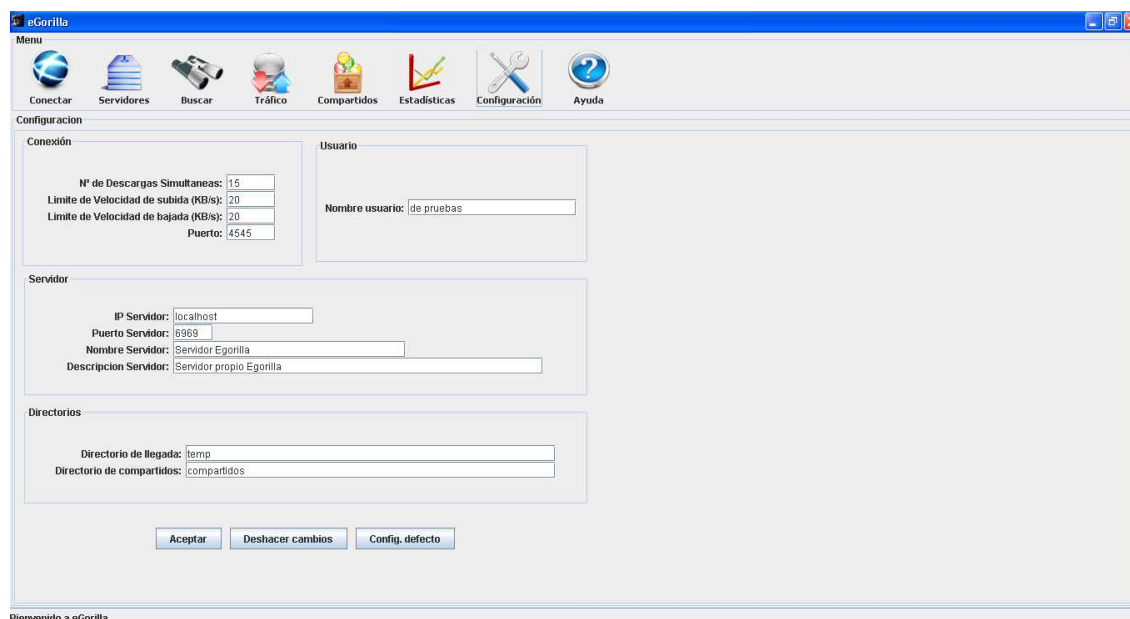 eGorilla
Menu
Conectar Servidores Buscar Tráfico Compartidos Estadísticas Configuración Ayuda
Configuracion
Conexión
Nº de Descargas Simultaneas: 15
Limite de Velocidad de subida (KB/s): 20
Limite de Velocidad de bajada (KB/s): 20
Puerto: 4545
Usuario
Nombre usuario: de pruebas
Servidor
IP Servidor: localhost
Puerto Servidor: 6969
Nombre Servidor: Servidor Egorilla
Descripcion Servidor: Servidor propio Egorilla
Directorios
Directorio de llegada: temp
Directorio de compartidos: compartidos
Aceptar Deshacer cambios Config. defecto
Bienvenido a eGorilla